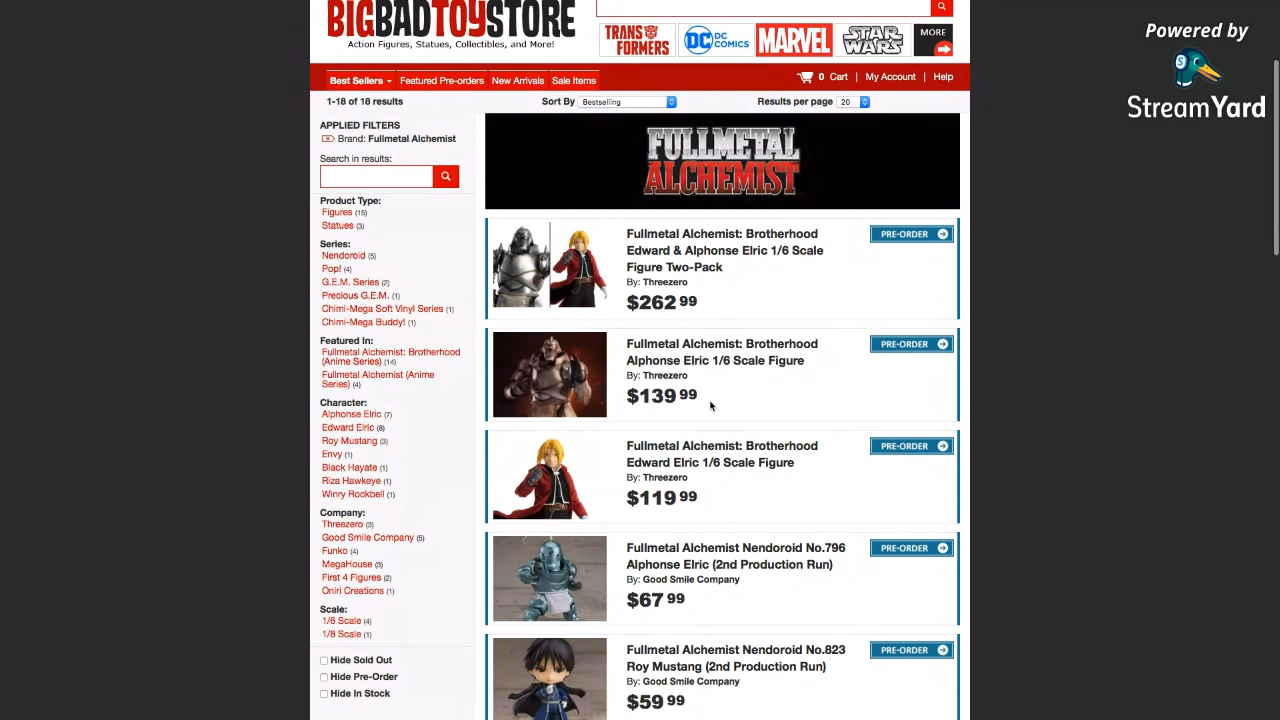 BIGBADTOYSTORE
Action Figures, Statues, Collectibles, and More!
TRANSFORMERS
DC
DC COMICS
MARVEL
STAR WARS
MORE
Best Sellers
Featured Pre-orders
New Arrivals
Sale Items
0 Cart | My Account | Help
1-18 of 18 results
Sort By Bestselling
Results per page 20
APPLIED FILTERS
Brand: Fullmetal Alchemist
Search in results:
Product Type:
Figures (15)
Statues (3)
Series:
Nendoroid (5)
Pop! (4)
G.E.M. Series (2)
Precious G.E.M. (1)
Chimi-Mega Soft Vinyl Series (1)
Chimi-Mega Buddy! (1)
Featured In:
Fullmetal Alchemist: Brotherhood
(Anime Series) (14)
Fullmetal Alchemist (Anime
Series) (4)
Character:
Alphonse Elric (7)
Edward Elric (8)
Roy Mustang (3)
Envy (1)
Black Hayate (1)
Riza Hawkeye (1)
Winry Rockbell (1)
Company:
Threezero (3)
Good Smile Company (5)
Funko (4)
MegaHouse (3)
First 4 Figures (2)
Oniri Creations (1)
Scale:
1/6 Scale (4)
1/8 Scale (1)
Hide Sold Out
Hide Pre-Order
Hide In Stock
FULLMETAL
ALCHEMIST
Fullmetal Alchemist: Brotherhood
Edward & Alphonse Elric 1/6 Scale
Figure Two-Pack
By: Threezero
$262 99
PRE-ORDER
Fullmetal Alchemist: Brotherhood
Alphonse Elric 1/6 Scale Figure
By: Threezero
$139 99
PRE-ORDER
Fullmetal Alchemist: Brotherhood
Edward Elric 1/6 Scale Figure
By: Threezero
$119 99
PRE-ORDER
Fullmetal Alchemist Nendoroid No.796
Alphonse Elric (2nd Production Run)
By: Good Smile Company
$67 99
PRE-ORDER
Fullmetal Alchemist Nendoroid No.823
Roy Mustang (2nd Production Run)
By: Good Smile Company
$59 99
PRE-ORDER
Powered by
S
StreamYard